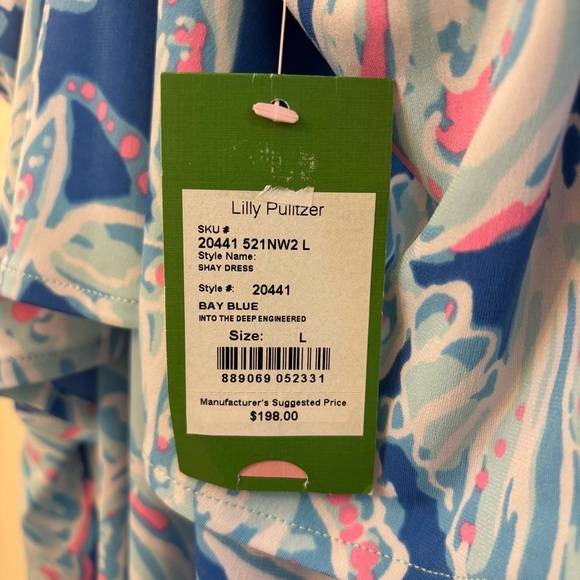 Lilly Pulitzer
SKU #
20441 521NW2 L
Style Name:
SHAY DRESS
Style #: 20441
BAY BLUE
INTO THE DEEP ENGINEERED
Size: L
889069 052331
Manufacturer's Suggested Price
$198.00